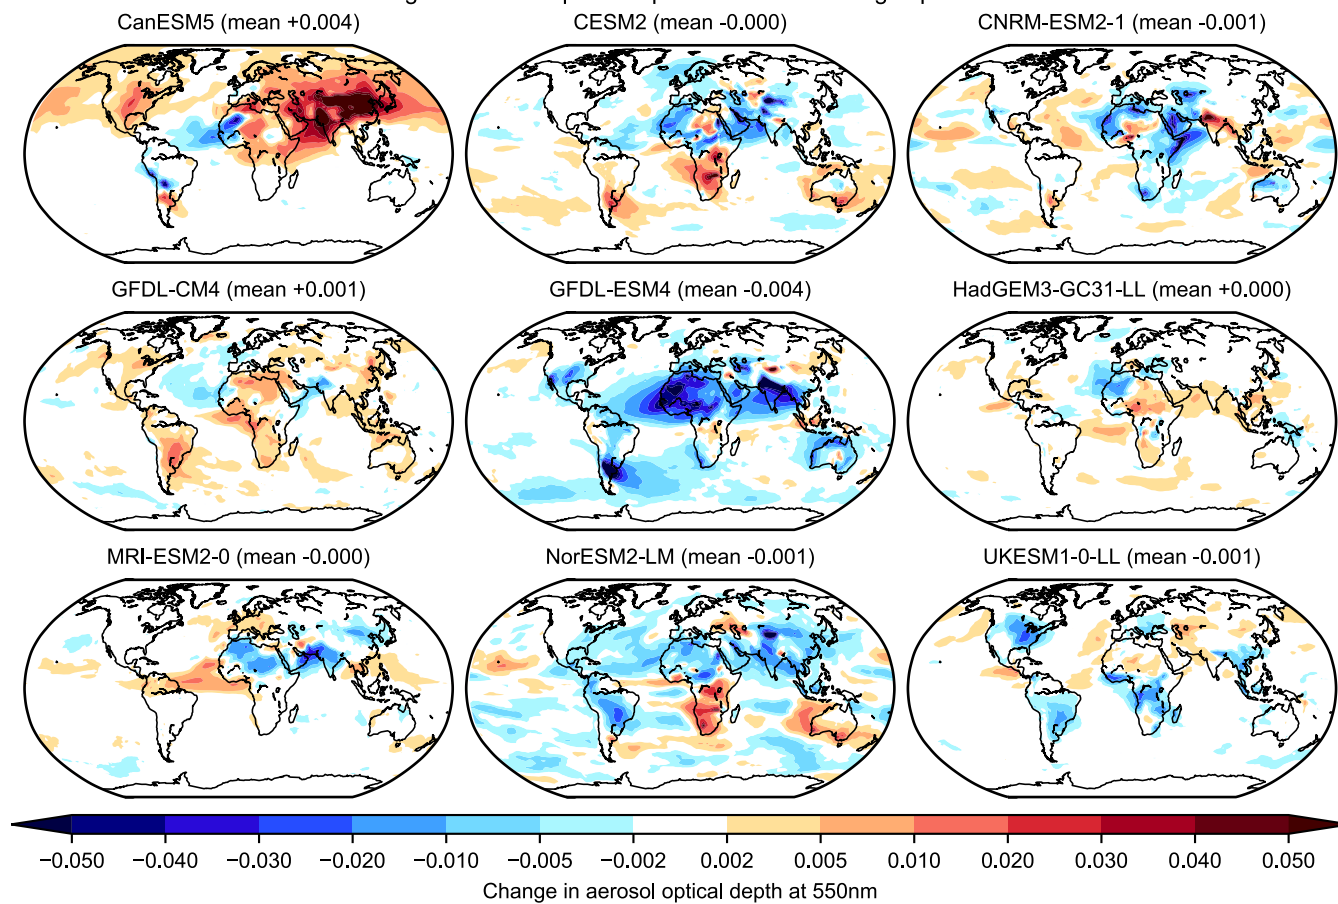 CanESM5 (mean +0.004)
CESM2 (mean -0.000)
CNRM-ESM2-1 (mean -0.001)
GFDL-CM4 (mean +0.001)
GFDL-ESM4 (mean -0.004)
HadGEM3-GC31-LL (mean +0.000)
MRI-ESM2-0 (mean -0.000)
NorESM2-LM (mean -0.001)
UKESM1-0-LL (mean -0.001)
−0.050 −0.040 −0.030 −0.020 −0.010 −0.005 −0.002 0.002 0.005 0.010 0.020 0.030 0.040 0.050
Change in aerosol optical depth at 550nm